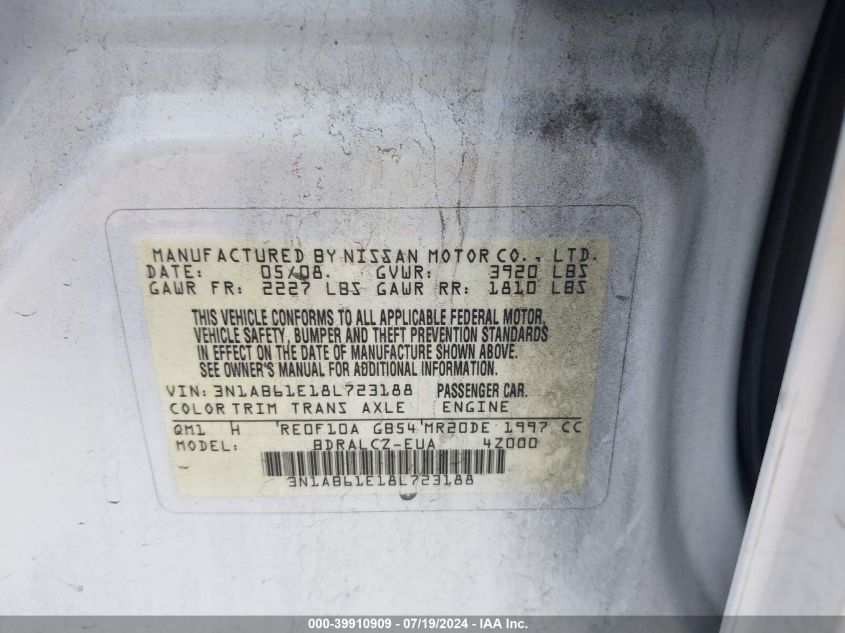 MANUFACTURED BY NISSAN MOTOR CO., LTD.
DATE: 05/08. GVWR: 3920 LBS
GAWR FR: 2227 LBS GAWR RR: 1810 LBS
THIS VEHICLE CONFORMS TO ALL APPLICABLE FEDERAL MOTOR
VEHICLE SAFETY, BUMPER AND THEFT PREVENTION STANDARDS
IN EFFECT ON THE DATE OF MANUFACTURE SHOWN ABOVE.
SEE OWNER'S MANUAL FOR ADDITIONAL INFORMATION.
VIN: 3N1AB61E18L723188 PASSENGER CAR.
COLOR TRIM TRANS AXLE ENGINE
QM1 H 'RE0F10A GB54 'MR20DE 1997 CC
MODEL: BDRALCZ-EUA 4Z000
3N1AB61E18L723188
000-39910909 - 07/19/2024 - IAA Inc.